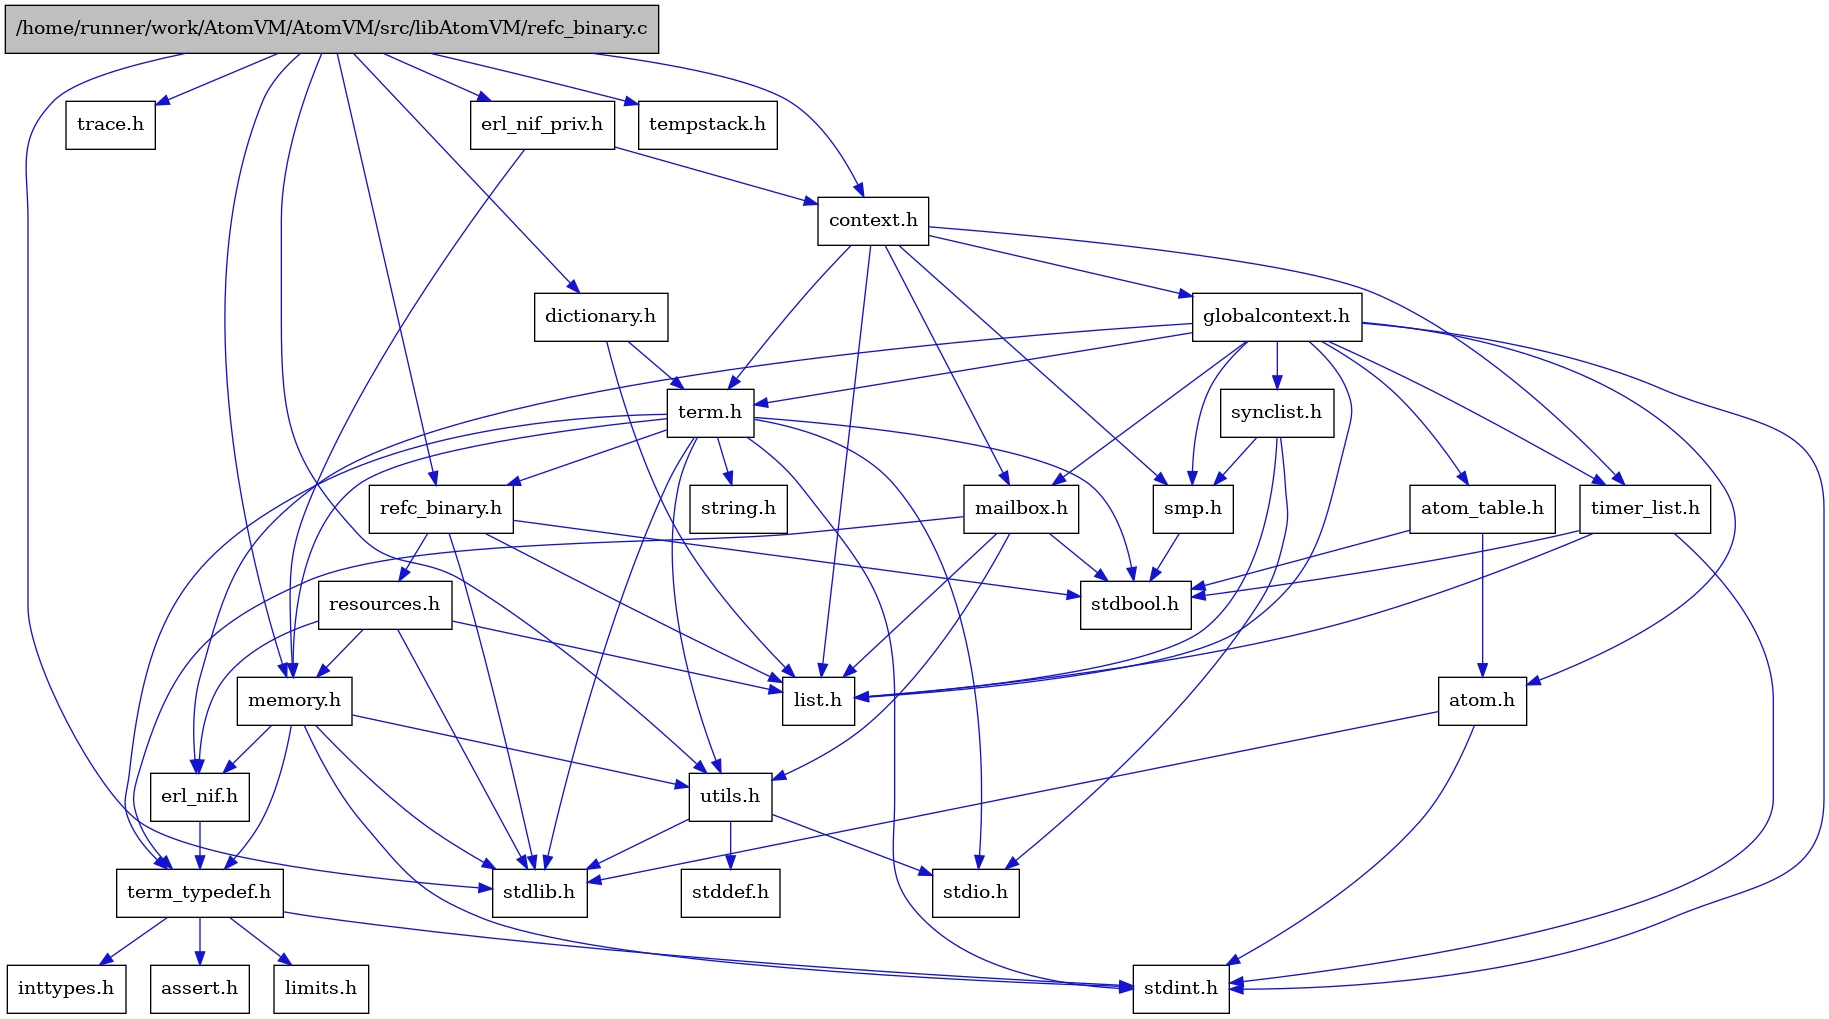 /home/runner/work/AtomVM/AtomVM/src/libAtomVM/refc_binary.c
trace.h
erl_nif_priv.h
tempstack.h
context.h
dictionary.h
globalcontext.h
term.h
synclist.h
refc_binary.h
string.h
mailbox.h
smp.h
atom_table.h
timer_list.h
resources.h
stdbool.h
memory.h
list.h
atom.h
erl_nif.h
utils.h
term_typedef.h
stdlib.h
stddef.h
stdio.h
inttypes.h
assert.h
limits.h
stdint.h